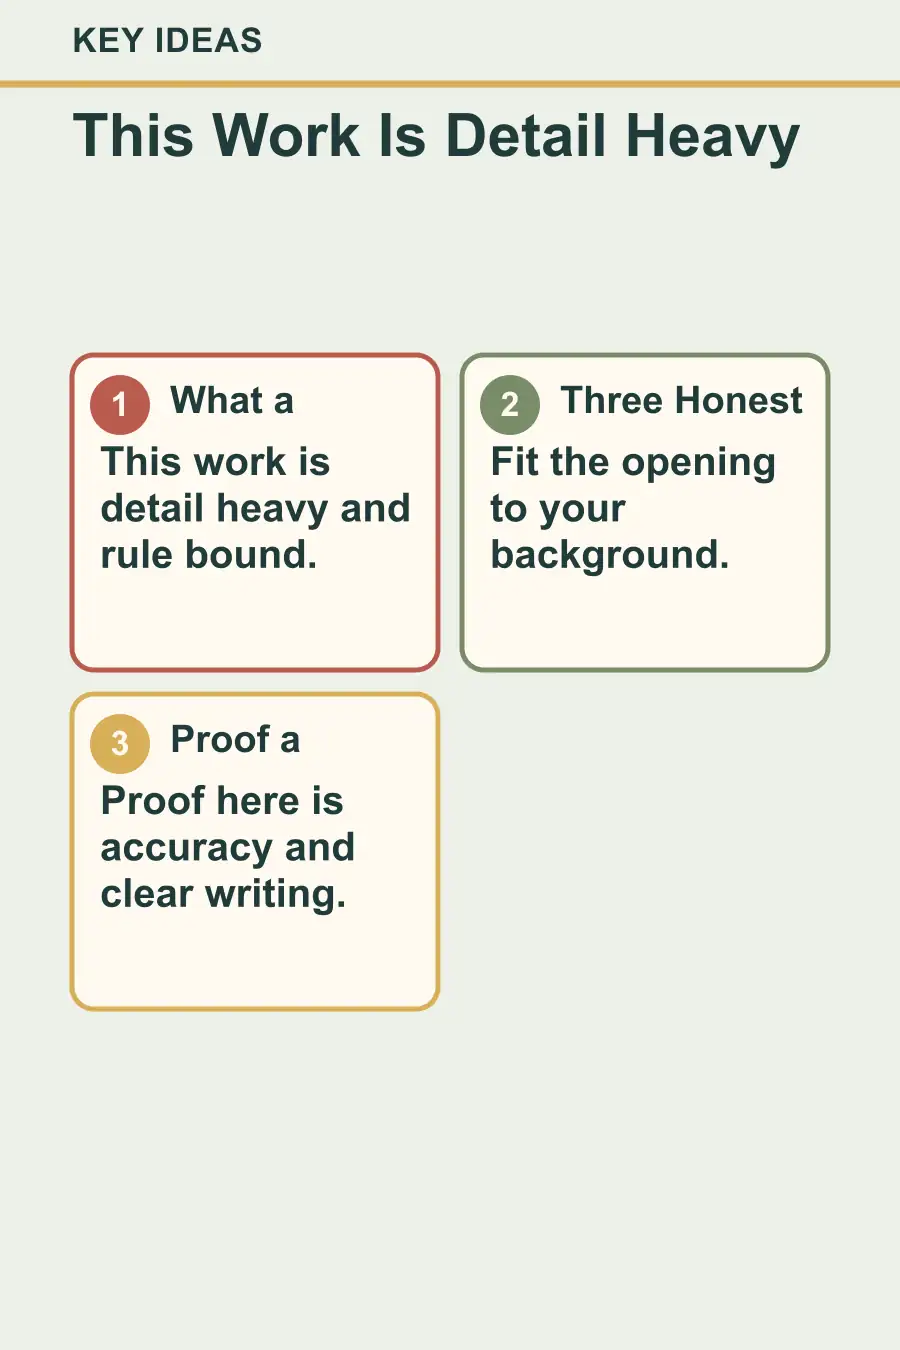 KEY IDEAS
This Work Is Detail Heavy
1 What a
This work is
detail heavy and
rule bound.
2 Three Honest
Fit the opening
to your
background.
3 Proof a
Proof here is
accuracy and
clear writing.